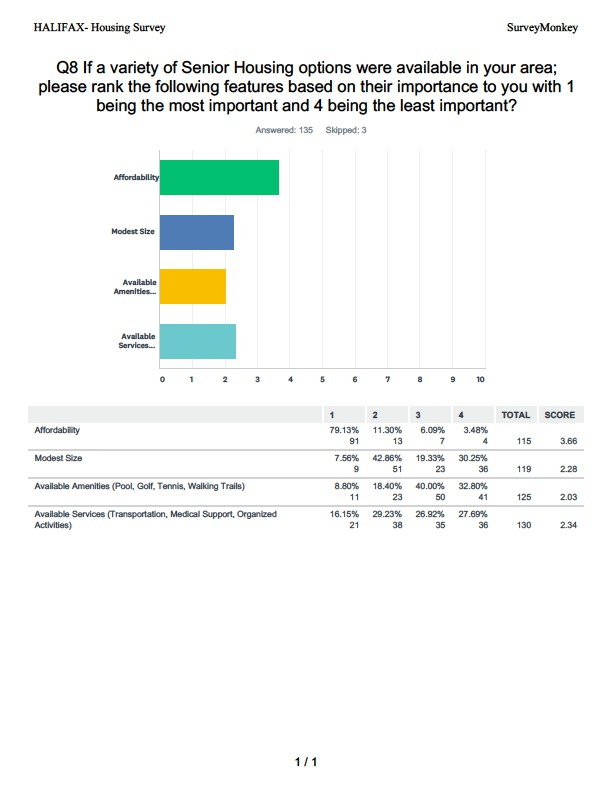 HALIFAX- Housing Survey SurveyMonkey
Q8 If a variety of Senior Housing options were available in your area;
please rank the following features based on their importance to you with 1
being the most important and 4 being the least important?
Answered: 135 Skipped: 3
Affordability
Modest Size
Available
Amenities...
Available
Services...
0 1 2 3 4 5 6 7 8 9 10
1 2 3 4 TOTAL SCORE
Affordability 79.13% 11.30% 6.09% 3.48%
91 13 7 4 115 3.66
Modest Size 7.56% 42.86% 19.33% 30.25%
9 51 23 36 119 2.28
Available Amenities (Pool, Golf, Tennis, Walking Trails) 8.80% 18.40% 40.00% 32.80%
11 23 50 41 125 2.03
Available Services (Transportation, Medical Support, Organized 16.15% 29.23% 26.92% 27.69%
Activities) 21 38 35 36 130 2.34
1 / 1